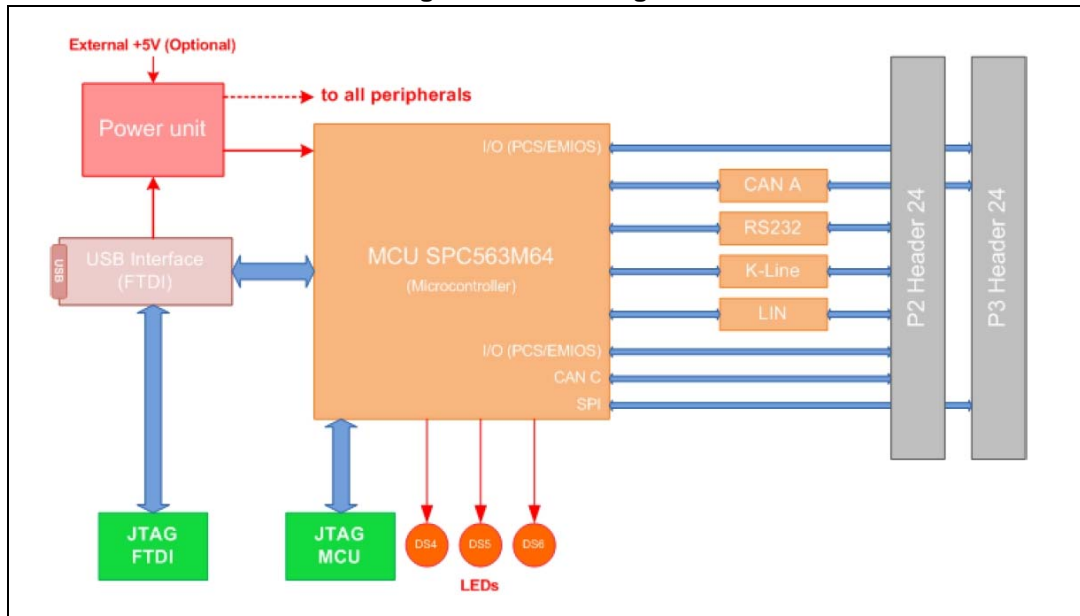 External +5V (Optional)
to all peripherals
Power unit
I/O (PCS/EMIOS)
CAN A
RS232
USB
USB Interface
(FTDI)
MCU SPC563M64
(Microcontroller)
K-Line
LIN
P2 Header 24
P3 Header 24
I/O (PCS/EMIOS)
CAN C
SPI
JTAG
FTDI
JTAG
MCU
DS4
DS5
DS6
LEDs